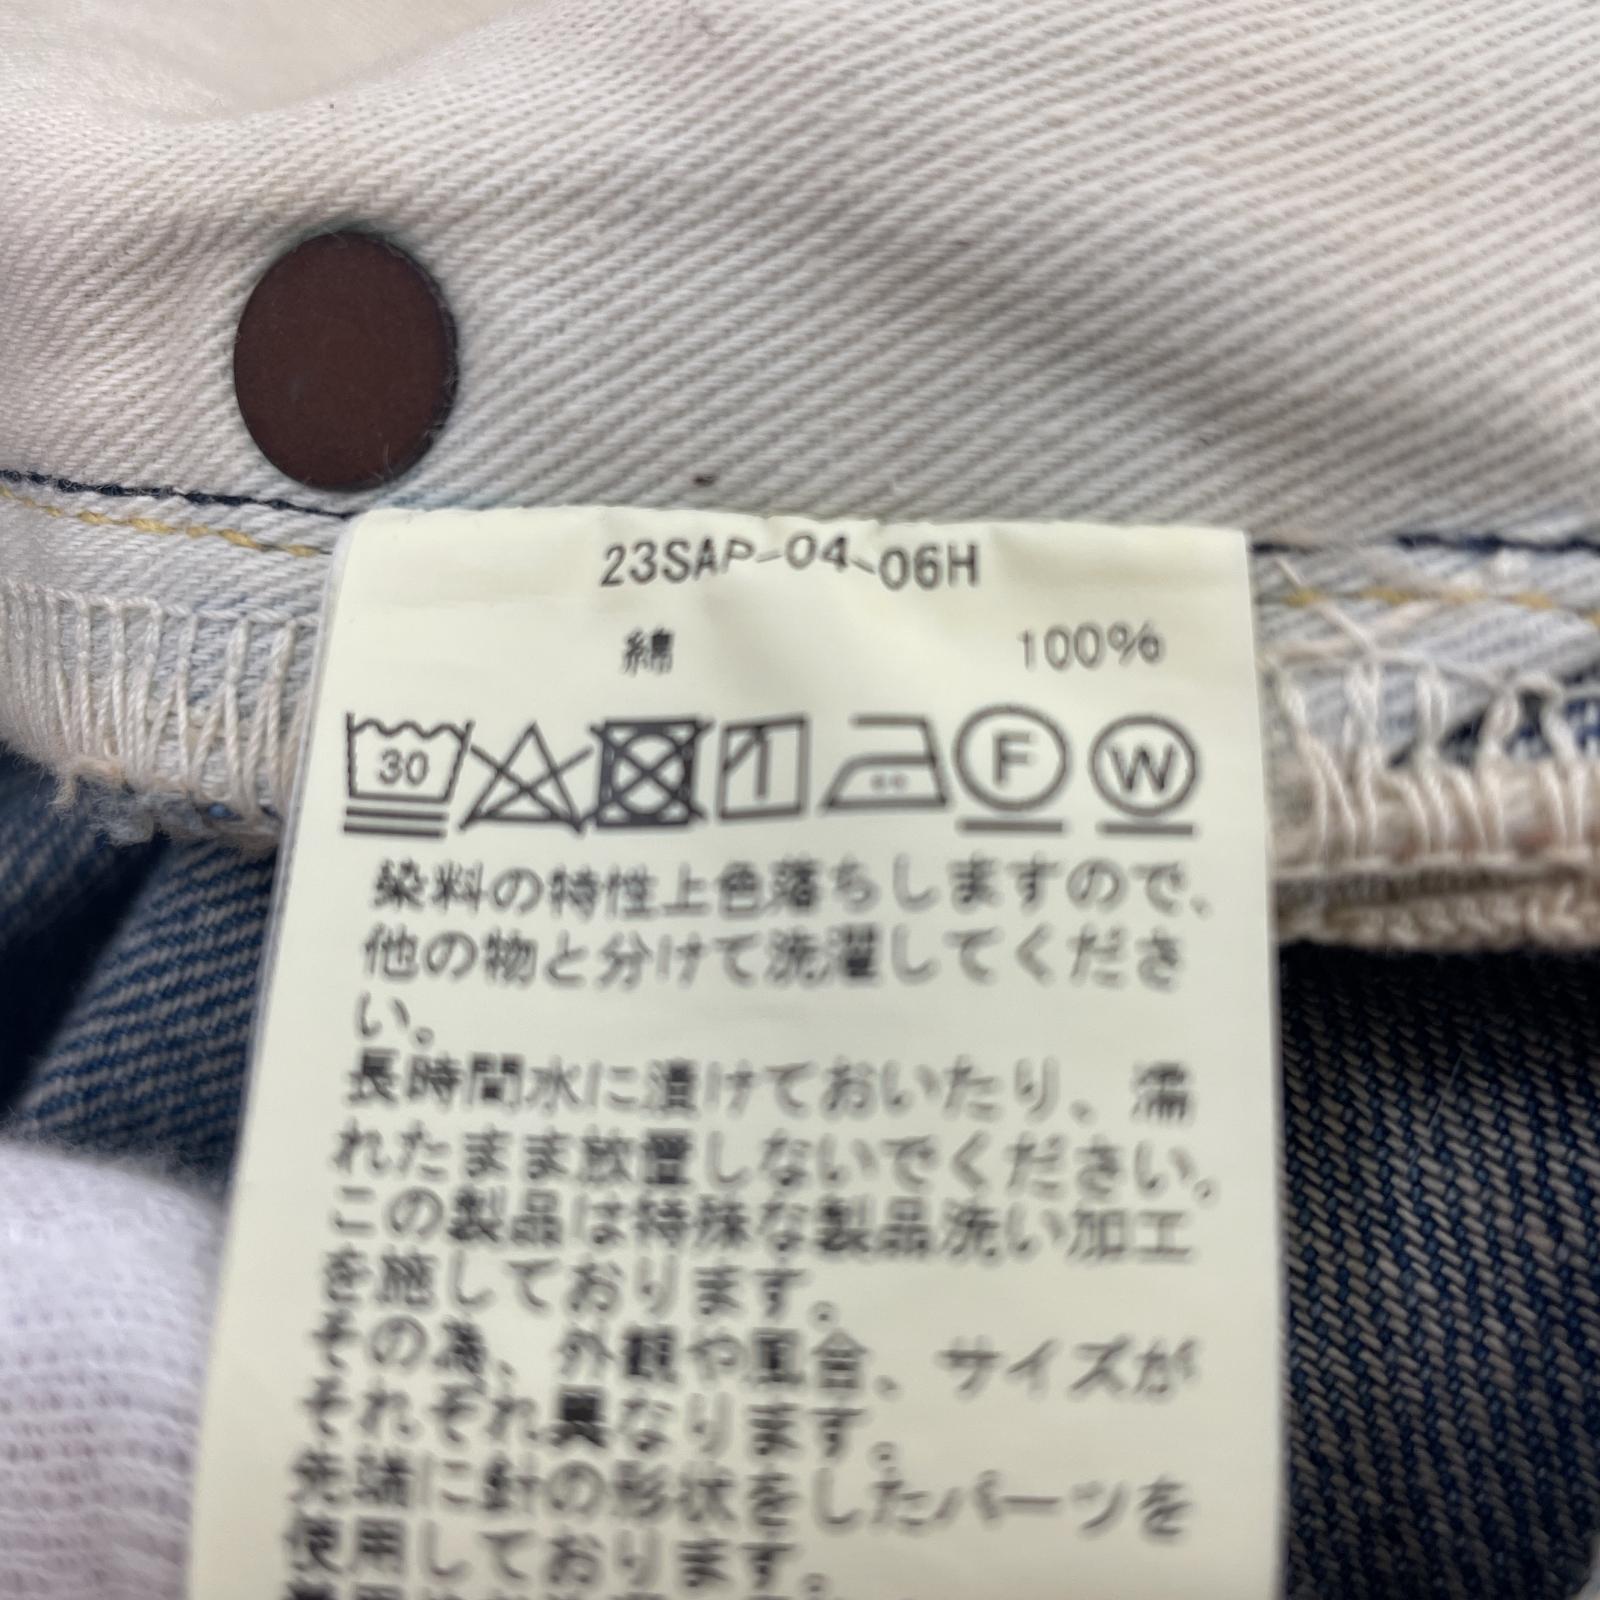 23SAP-04-06H
綿 100%
30 F W
染料の特性上色落ちしますので、
他の物と分けて洗濯してくださ
い。
長時間水に漬けておいたり、濡
れたまま放置しないでください。
この製品は特殊な製品洗い加工
を施しております。
その為、外観や風合、サイズが
それぞれ異なります。
先端に針の形状をしたパーツを
使用しております。